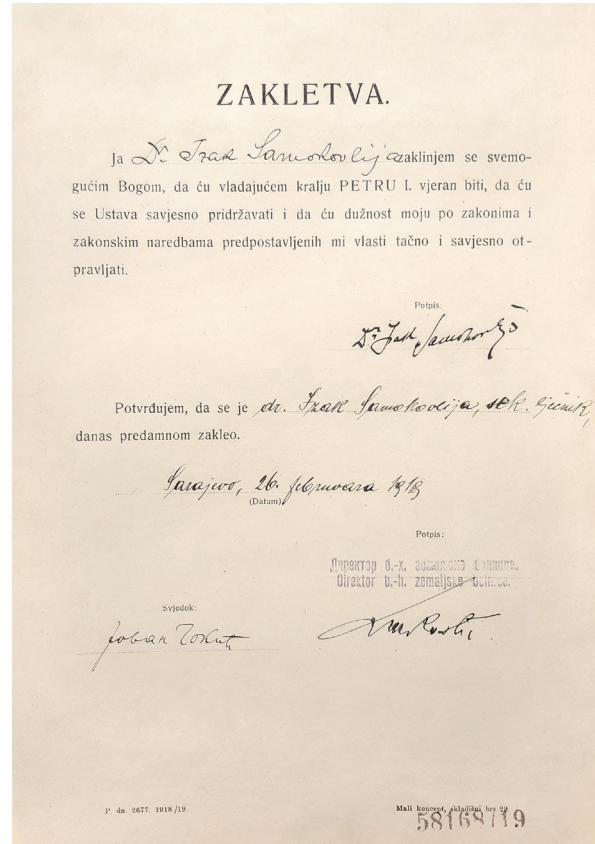 ZAKLETVA.
Ja Dr. Izak Samokovlija zaklinjem se svemo-
gućim Bogom, da ću vladajućem kralju PETRU I. vjeran biti, da ću
se Ustava savjesno pridržavati i da ću dužnost moju po zakonima i
zakonskim naredbama predpostavljenih mi vlasti tačno i savjesno ot-
pravljati.
Potpis:
Dr. Izak Samokovlija
Potvrđujem, da se je dr. Izak Samokovlija, sek. liječnik,
danas predamnom zakleo.
Sarajevo, 26. februara 1919
(Datum)
Potpis:
Директор б.-х. земаљске болнице.
Direktor b.-h. zemaljske bolnice.
Svjedok:
Jovan
P. dn. 2677. 1918/19.
Mali koncept, skladišni br. 29.
58168/19